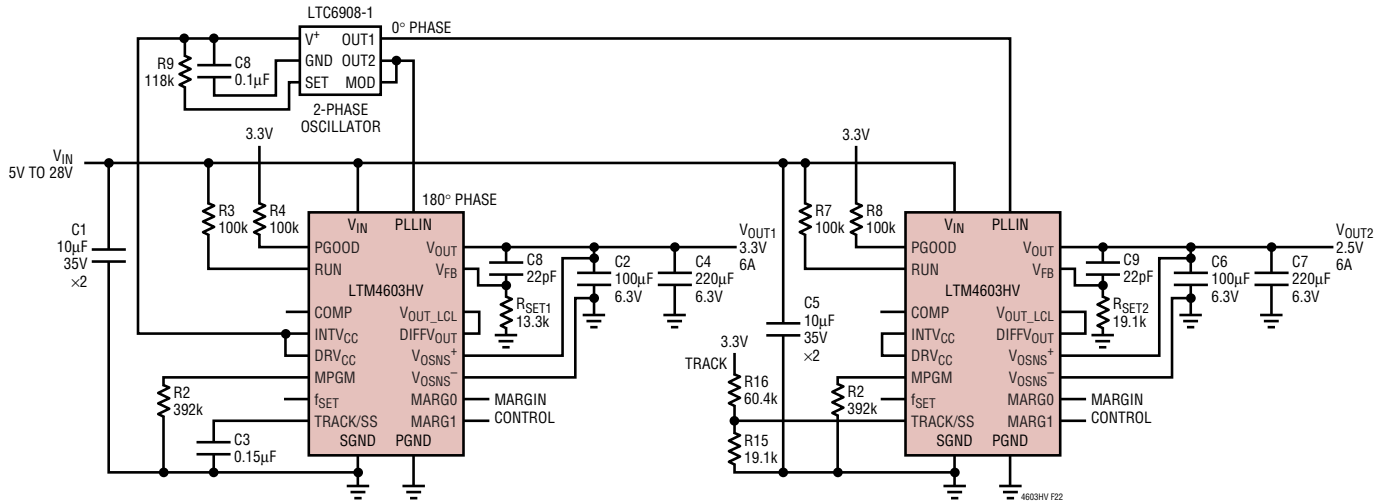 LTC6908-1
0° PHASE
V+ OUT1
GND OUT2
SET MOD
R9
118k
C8
0.1µF
2-PHASE
OSCILLATOR
3.3V
3.3V
VIN
5V TO 28V
180° PHASE
C1
10µF
35V
×2
R3
100k
R4
100k
VIN PLLIN
PGOOD
RUN
LTM4603HV
COMP
INTVCC
DRVCC
MPGM
fSET
TRACK/SS
SGND PGND
VOUT
VFB
VOUT_LCL
DIFFVOUT
VOSNS+
VOSNS–
MARG0
MARG1
R2
392k
C3
0.15µF
C8
22pF
RSET1
13.3k
C2
100µF
6.3V
C4
220µF
6.3V
VOUT1
3.3V
6A
MARGIN
CONTROL
R7
100k
R8
100k
C5
10µF
35V
×2
3.3V
TRACK
R16
60.4k
R15
19.1k
R2
392k
VIN PLLIN
PGOOD
RUN
LTM4603HV
COMP
INTVCC
DRVCC
MPGM
fSET
TRACK/SS
SGND PGND
VOUT
VFB
VOUT_LCL
DIFFVOUT
VOSNS+
VOSNS–
MARG0
MARG1
C9
22pF
RSET2
19.1k
C6
100µF
6.3V
C7
220µF
6.3V
VOUT2
2.5V
6A
MARGIN
CONTROL
4603HV F22